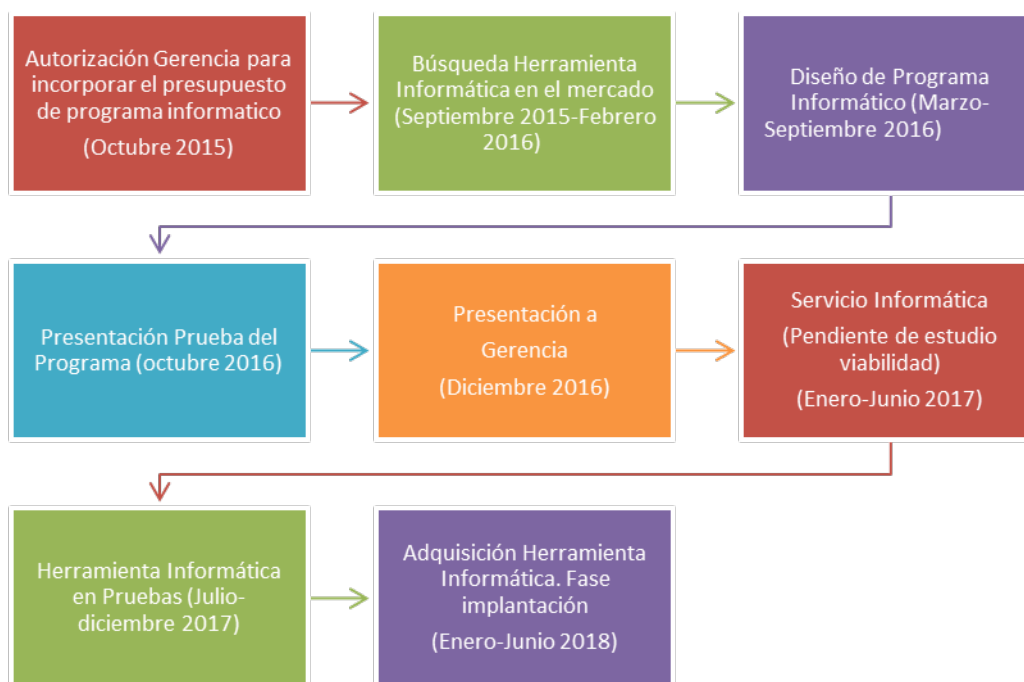 Autorización Gerencia para
incorporar el presupuesto
de programa informatico
(Octubre 2015)
Búsqueda Herramienta
Informática en el mercado
(Septiembre 2015-Febrero
2016)
Diseño de Programa
Informático (Marzo-
Septiembre 2016)
Presentación Prueba del
Programa (octubre 2016)
Presentación a
Gerencia
(Diciembre 2016)
Servicio Informática
(Pendiente de estudio
viabilidad)
(Enero-Junio 2017)
Herramienta Informática
en Pruebas (Julio-
diciembre 2017)
Adquisición Herramienta
Informática. Fase
implantación
(Enero-Junio 2018)